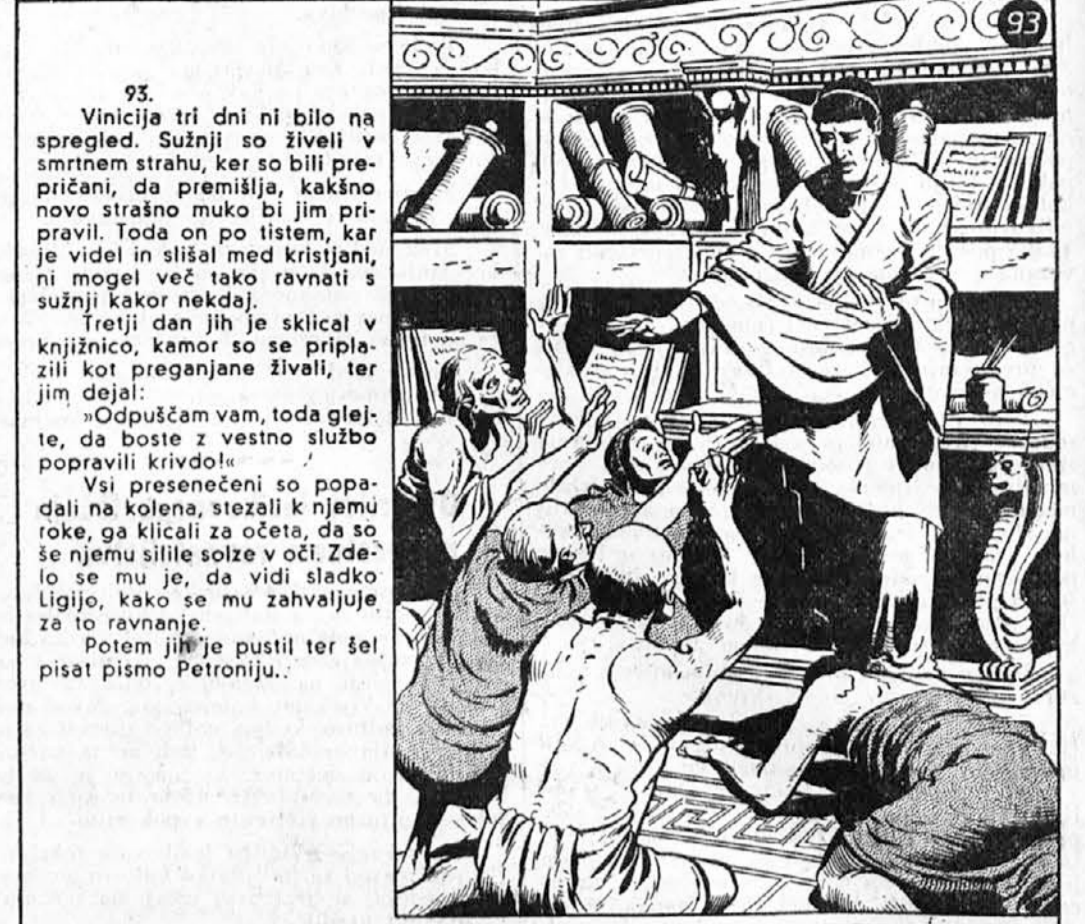 93.
Vinicija tri dni ni bilo na
spregled. Sužnji so živeli v
smrtnem strahu, ker so bili pre-
pričani, da premišlja, kakšno
novo strašno muko bi jim pri-
pravil. Toda on po tistem, kar
je videl in slišal med kristjani,
ni mogel več tako ravnati s
sužnji kakor nekdaj.
Tretji dan jih je sklical v
knjižnico, kamor so se pripla-
zili kot preganjane živali, ter
jim dejal:
»Odpuščam vam, toda glej-
te, da boste z vestno službo
popravili krivdo!«
Vsi presenečeni so popa-
dali na kolena, stezali k njemu
roke, ga klicali za očeta, da so
še njemu silile solze v oči. Zde-
lo se mu je, da vidi sladko
Ligijo, kako se mu zahvaljuje
za to ravnanje.
Potem jih je pustil ter šel
pisat pismo Petroniju.
93